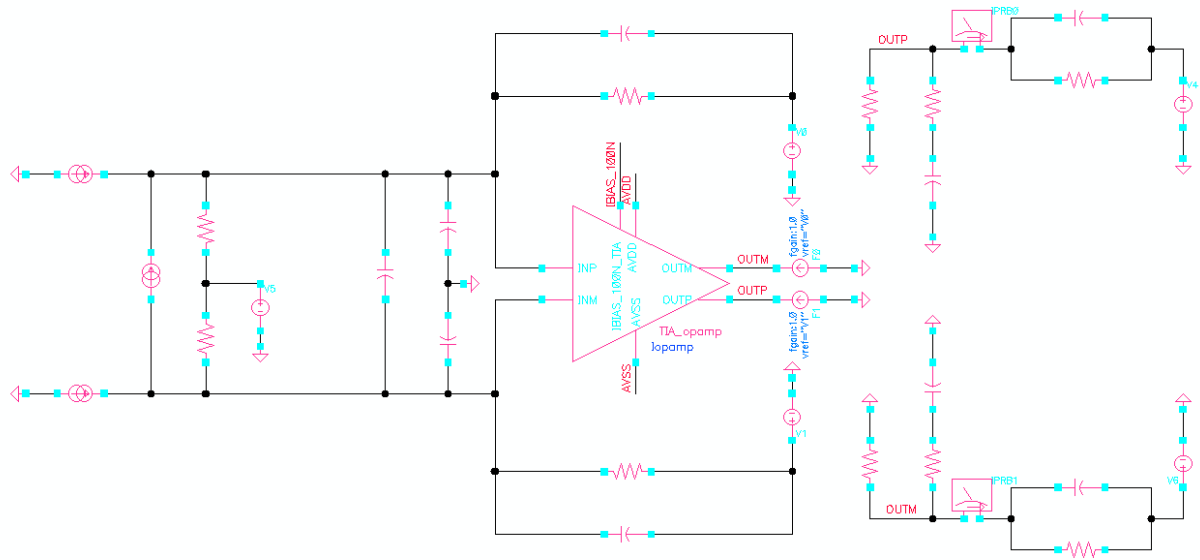 IPRB0
OUTP
V4
V0
IBIAS_100N
AVDD
fgain:1.0
vref="V0"
F0
V5
INP
INM
IBIAS_100N_TIA
AVDD
AVSS
OUTM
OUTP
OUTM
OUTP
TIA_opamp
Iopamp
AVSS
fgain:1.0
vref="V1"
F1
V1
IPRB1
OUTM
V6